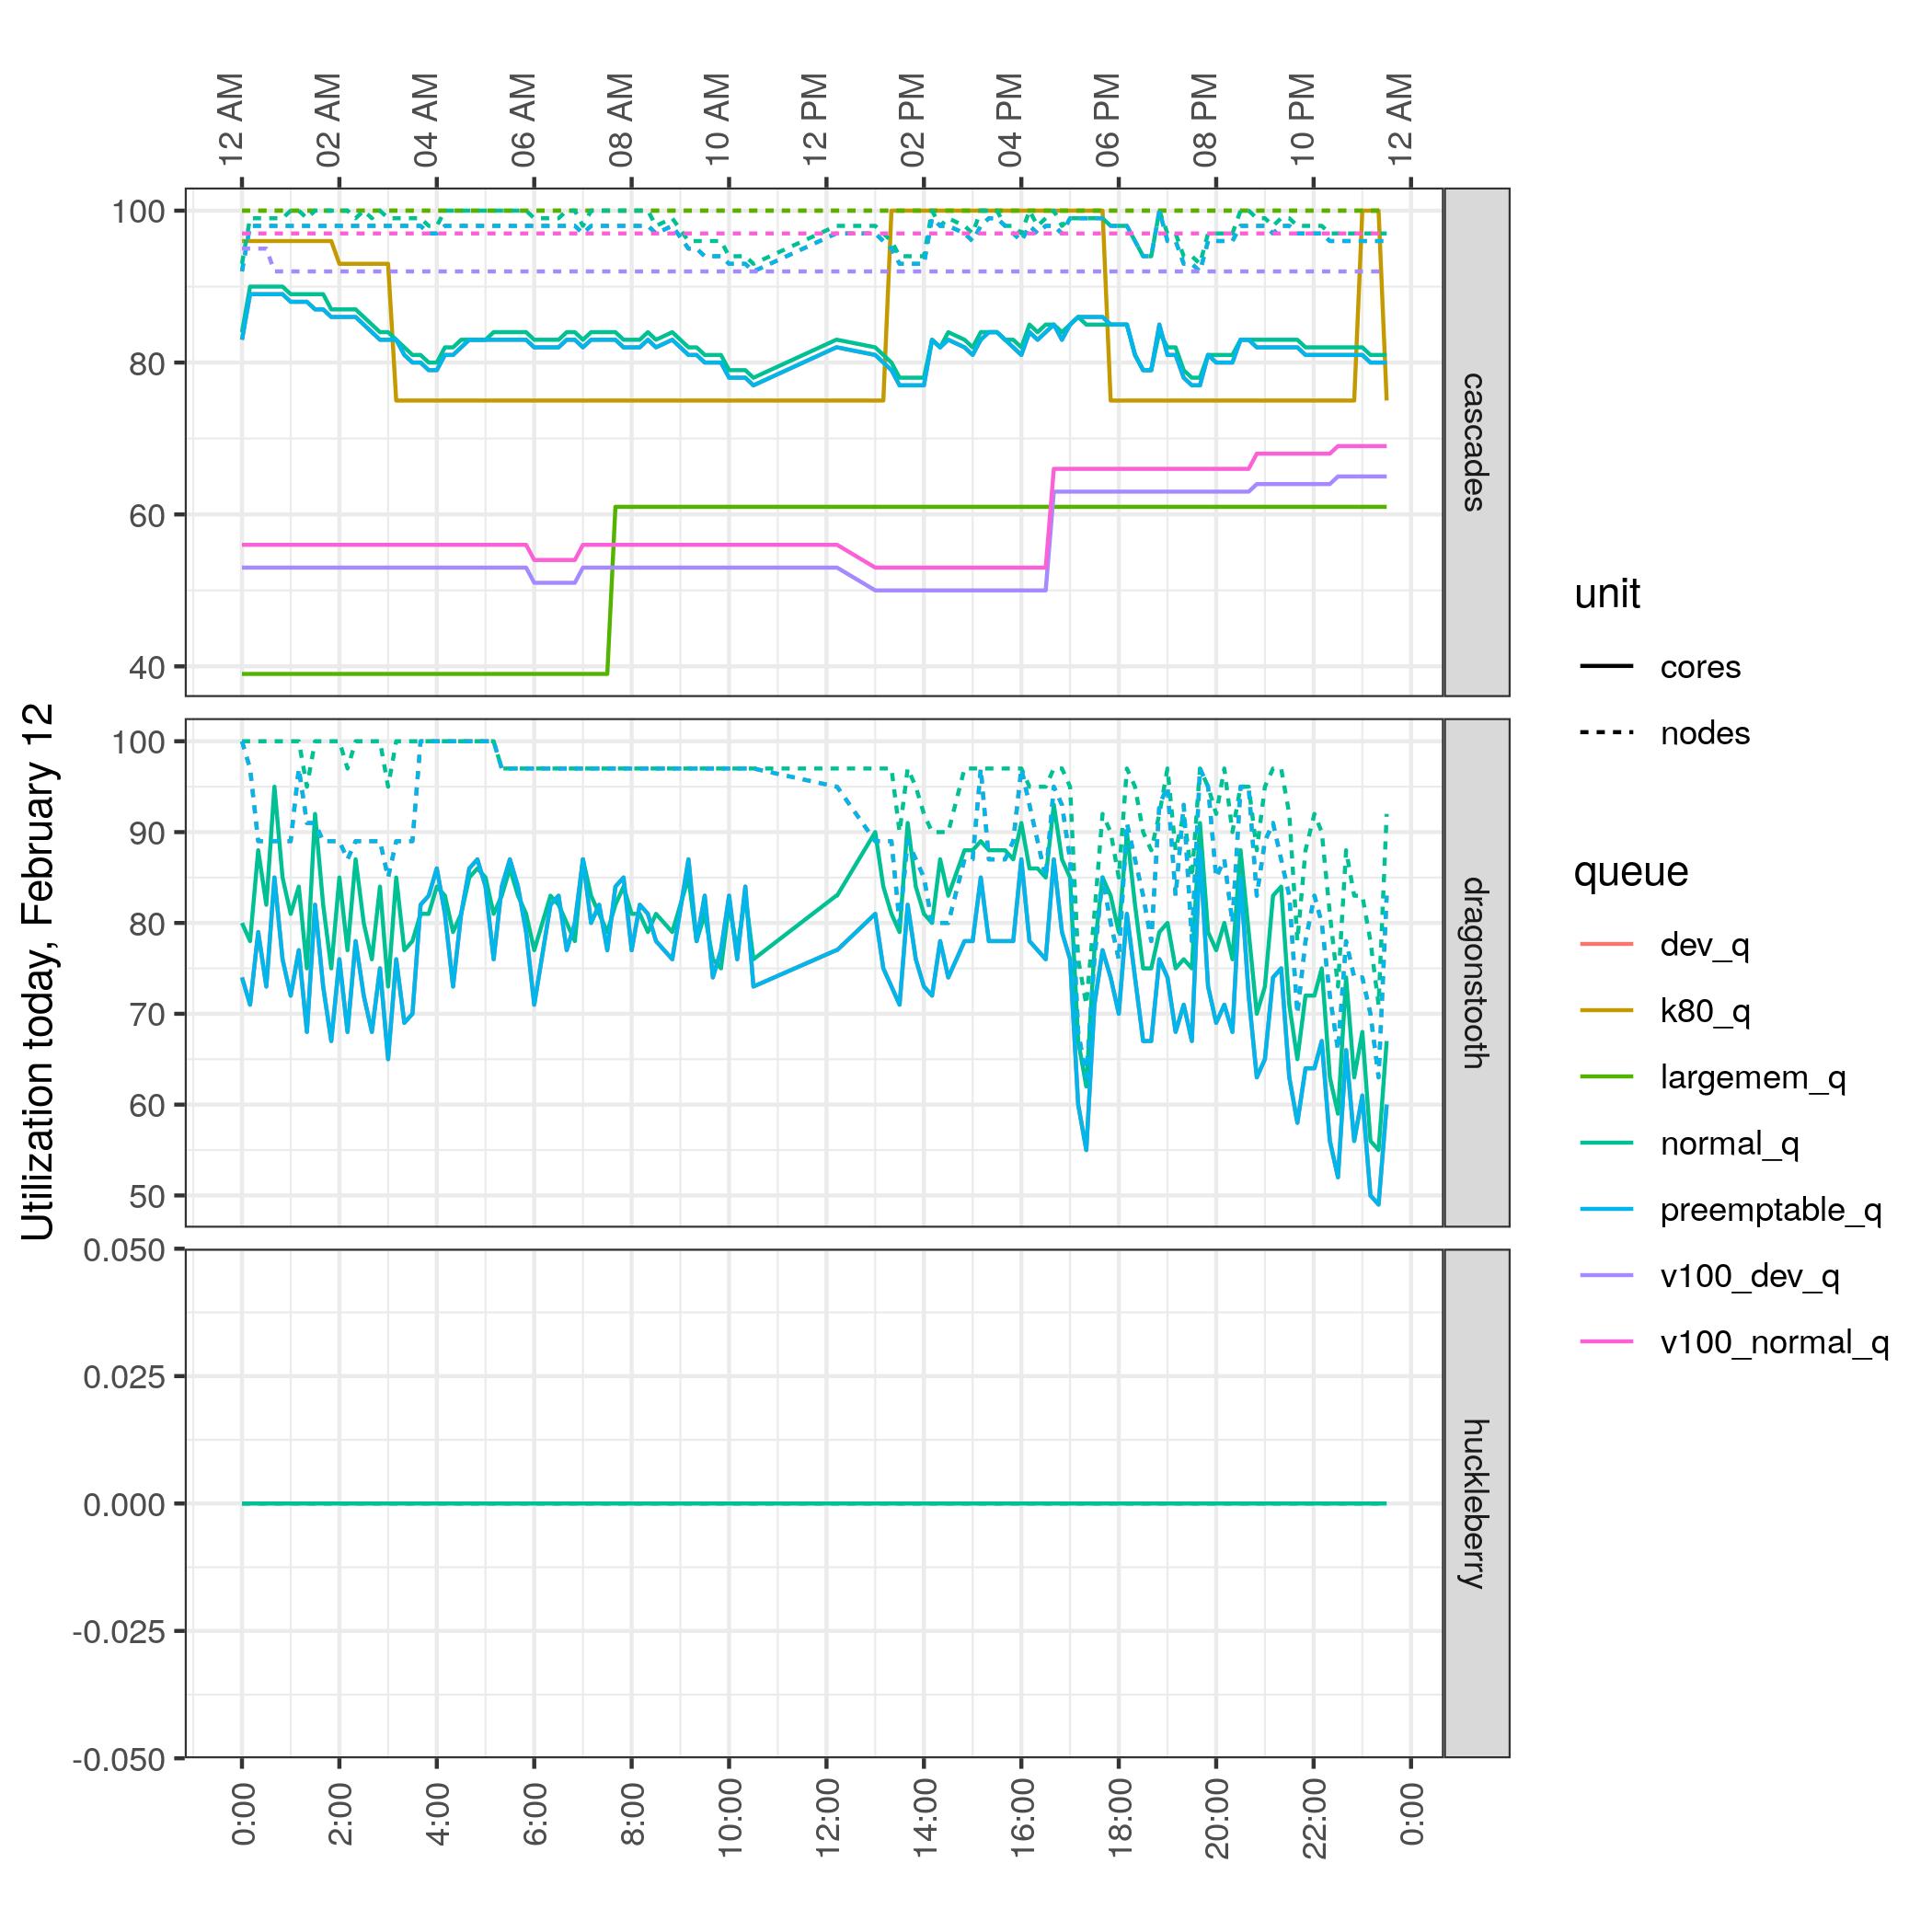 12 AM 02 AM 04 AM 06 AM 08 AM 10 AM 12 PM 02 PM 04 PM 06 PM 08 PM 10 PM 12 AM
Utilization today, February 12
100
80
60
40
cascades
100
90
80
70
60
50
dragonstooth
0.050
0.025
0.000
-0.025
-0.050
huckleberry
0:00 2:00 4:00 6:00 8:00 10:00 12:00 14:00 16:00 18:00 20:00 22:00 0:00
unit
cores
nodes
queue
dev_q
k80_q
largemem_q
normal_q
preemptable_q
v100_dev_q
v100_normal_q